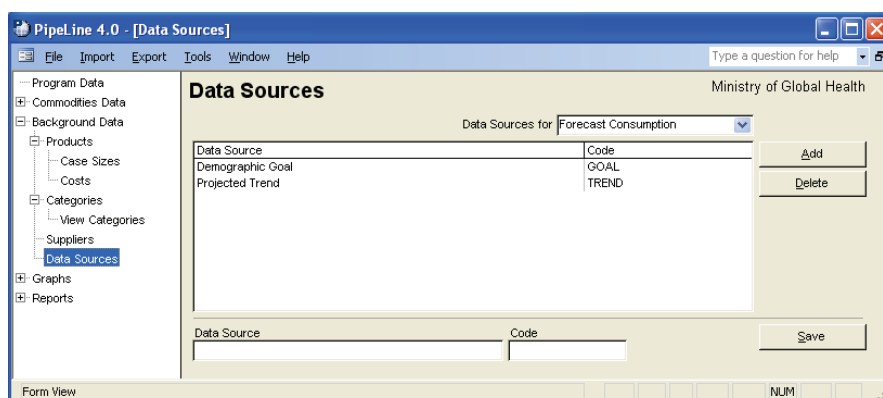 PipeLine 4.0 - [Data Sources]
File Import Export Tools Window Help Type a question for help
Program Data
Commodities Data
Background Data
Products
Case Sizes
Costs
Categories
View Categories
Suppliers
Data Sources
Graphs
Reports
Data Sources Ministry of Global Health
Data Sources for Forecast Consumption
Data Source Code
Demographic Goal GOAL
Projected Trend TREND
Add
Delete
Data Source Code
Save
Form View NUM